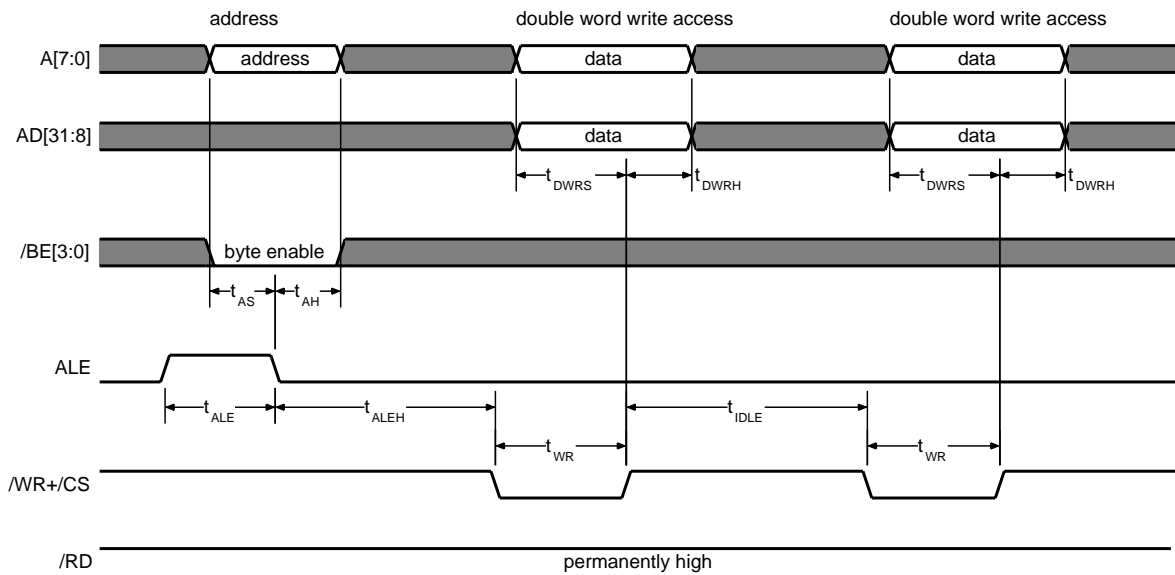 address double word write access double word write access
A[7:0] address data data
AD[31:8] data data
tDWRS tDWRH tDWRS tDWRH
/BE[3:0] byte enable
tAS tAH
ALE
tALE tALEH tIDLE
tWR tWR
/WR+/CS
/RD permanently high